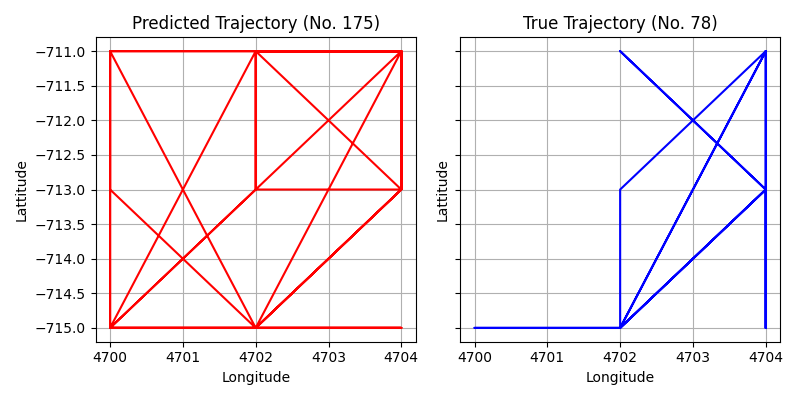 Predicted Trajectory (No. 175)
−711.0
−711.5
−712.0
−712.5
−713.0
−713.5
−714.0
−714.5
−715.0
Lattitude
4700 4701 4702 4703 4704
Longitude
True Trajectory (No. 78)
Lattitude
4700 4701 4702 4703 4704
Longitude